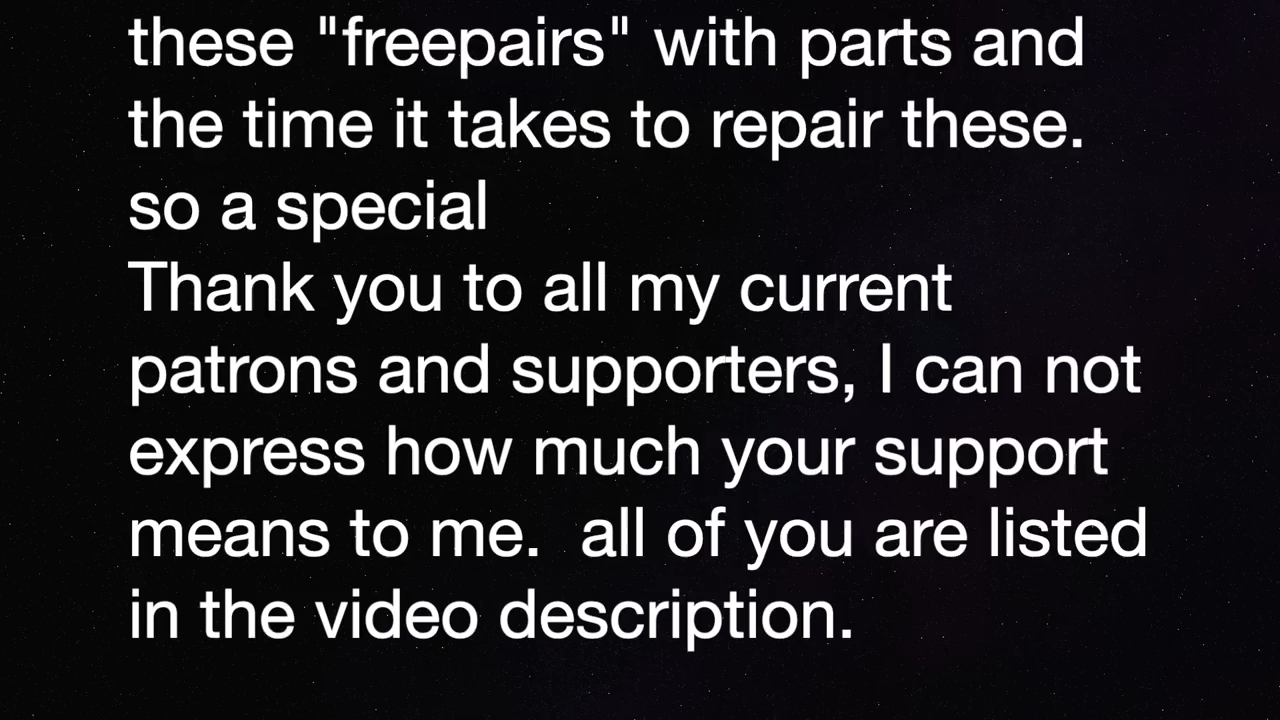 these "freepairs" with parts and
the time it takes to repair these.
so a special
Thank you to all my current
patrons and supporters, I can not
express how much your support
means to me.  all of you are listed
in the video description.